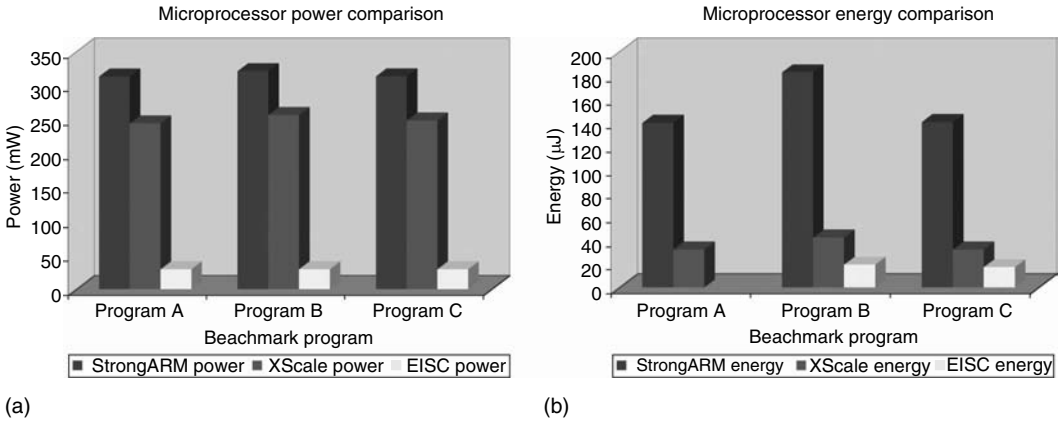 Microprocessor power comparison
350
300
250
200
150
100
50
0
Power (mW)
Program A Program B Program C
Beachmark program
StrongARM power XScale power EISC power
(a)
Microprocessor energy comparison
200
180
160
140
120
100
80
60
40
20
0
Energy (μJ)
Program A Program B Program C
Beachmark program
StrongARM energy XScale energy EISC energy
(b)